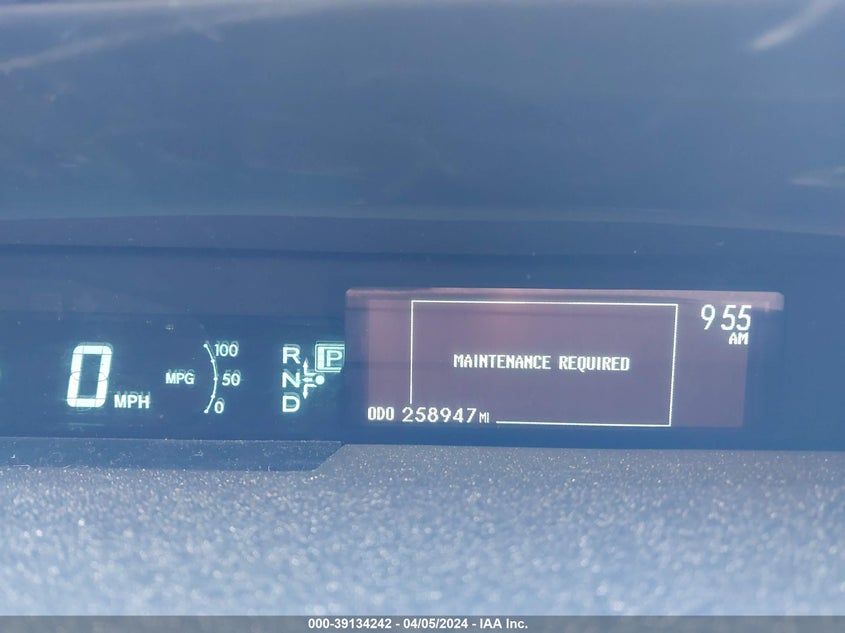 9 55
AM
0 MPH
MPG
100
50
0
R
P
N
D
MAINTENANCE REQUIRED
ODO 258947 MI
000-39134242 - 04/05/2024 - IAA Inc.